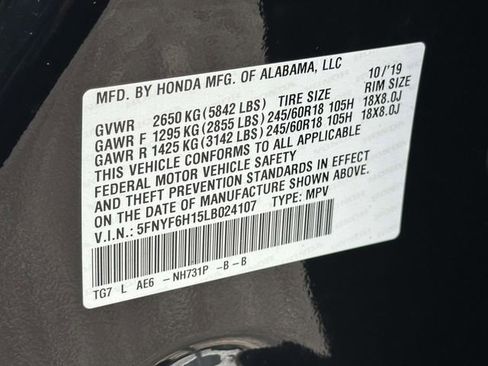 MFD. BY HONDA MFG. OF ALABAMA, LLC 10/'19
GVWR 2650 KG (5842 LBS) TIRE SIZE RIM SIZE
GAWR F 1295 KG (2855 LBS) 245/60R18 105H 18X8.0J
GAWR R 1425 KG (3142 LBS) 245/60R18 105H 18X8.0J
THIS VEHICLE CONFORMS TO ALL APPLICABLE
FEDERAL MOTOR VEHICLE SAFETY
AND THEFT PREVENTION STANDARDS IN EFFECT
ON THE DATE OF MANUFACTURE SHOWN ABOVE.
V.I.N.: 5FNYF6H15LB024107 TYPE: MPV
TG7 L AE6 -NH731P -B -B